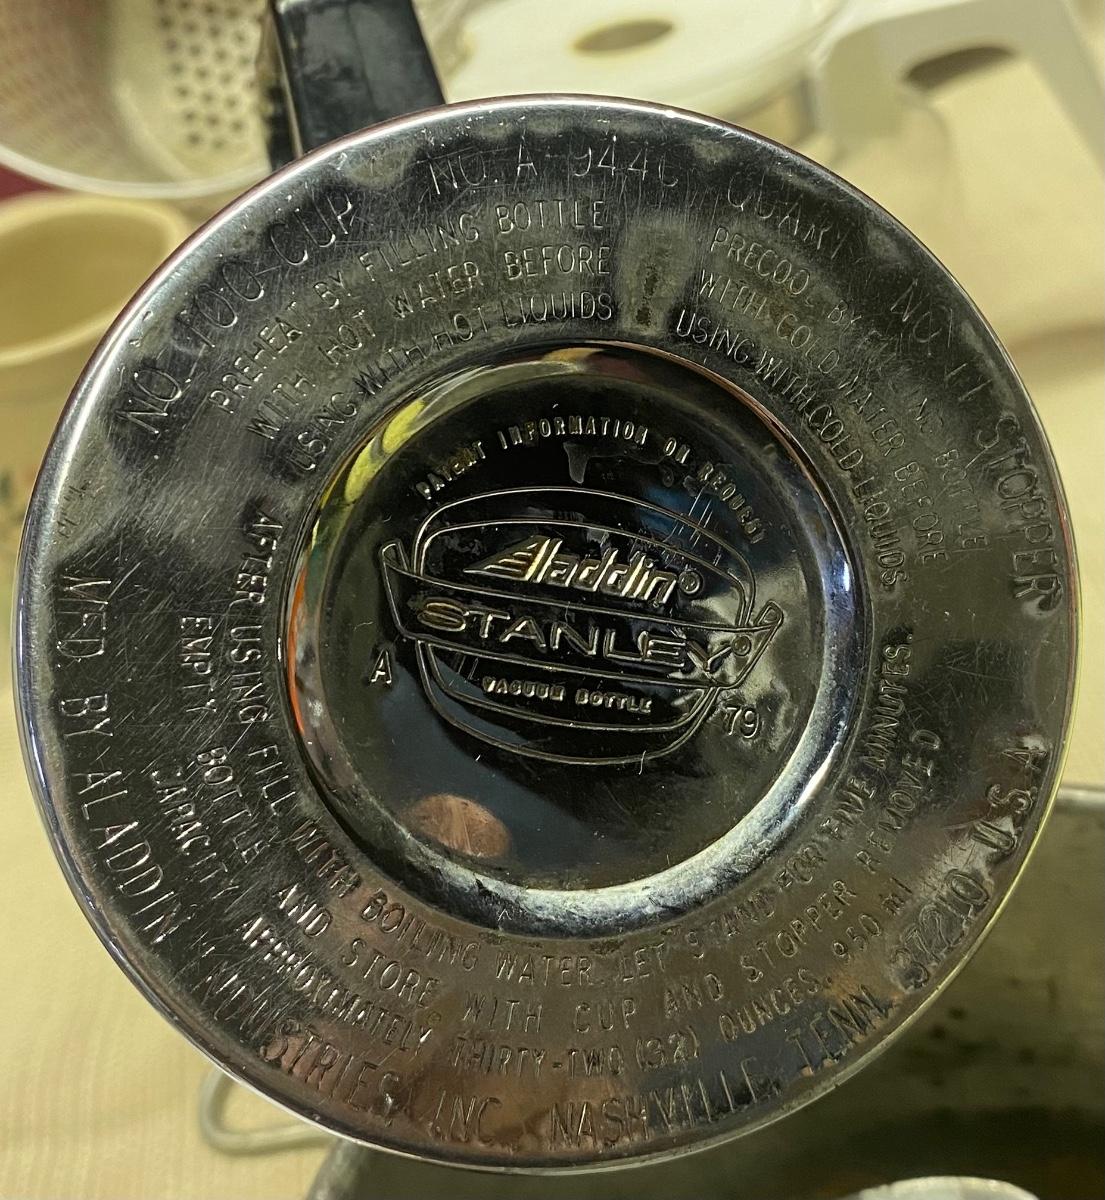 NO. 100 CUP NO. A-944C QUART NO. 11 STOPPER
PREHEAT BY FILLING BOTTLE
WITH HOT WATER BEFORE
USING WITH HOT LIQUIDS
BY BOTTLE
WITH COLD WATER BEFORE
USING WITH COLD LIQUIDS.
PATENT INFORMATION ON REQUEST
Aladdin®
STANLEY®
VACUUM BOTTLE
A
79
AFTER USING FILL WITH BOILING WATER. LET STAND FOR FIVE MINUTES.
EMPTY BOTTLE AND STORE WITH CUP AND STOPPER REMOVED
CAPACITY APPROXIMATELY THIRTY-TWO (32) OUNCES. 950 ml
MFD. BY ALADDIN INDUSTRIES, INC. NASHVILLE, TENN. 37210 U.S.A